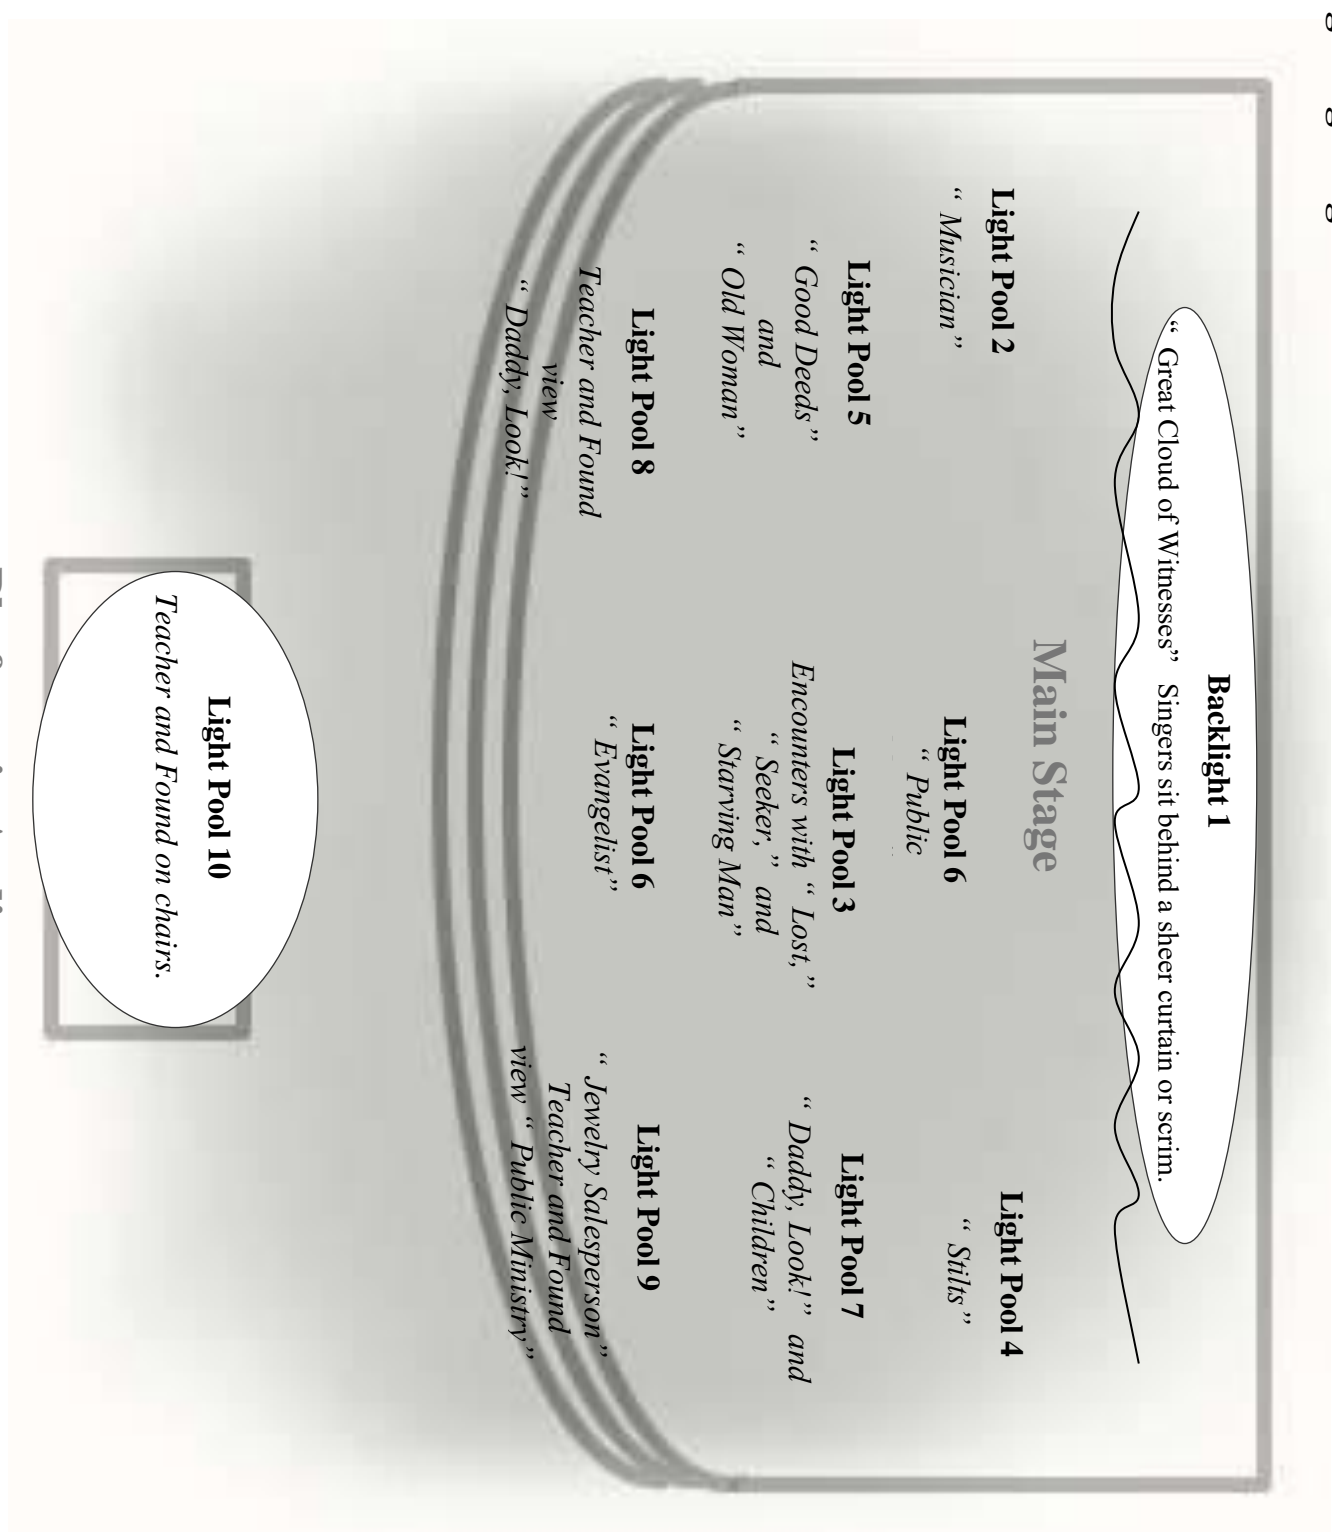 Backlight 1
“ Great Cloud of Witnesses” Singers sit behind a sheer curtain or scrim.
Main Stage
Light Pool 2
“ Musician”
Light Pool 6
“ Public
Light Pool 4
“ Stilts”
Light Pool 5
“ Good Deeds”
and
“ Old Woman”
Light Pool 3
Encounters with “ Lost, ”
“ Seeker, ” and
“ Starving Man”
Light Pool 7
“ Daddy, Look!” and
“ Children”
Light Pool 8
Teacher and Found
view
“ Daddy, Look!”
Light Pool 6
“ Evangelist”
Light Pool 9
“ Jewelry Salesperson”
Teacher and Found
view “ Public Ministry”
Light Pool 10
Teacher and Found on chairs.